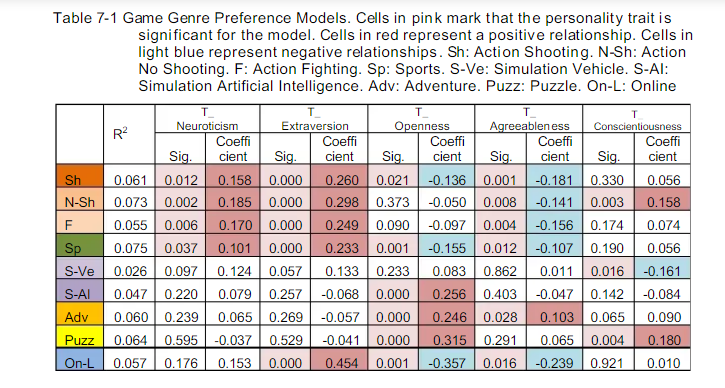 Table 7-1 Game Genre Preference Models. Cells in pink mark that the personality trait is
significant for the model. Cells in red represent a positive relationship. Cells in
light blue represent negative relationships. Sh: Action Shooting. N-Sh: Action
No Shooting. F: Action Fighting. Sp: Sports. S-Ve: Simulation Vehicle. S-AI:
Simulation Artificial Intelligence. Adv: Adventure. Puzz: Puzzle. On-L: Online
R² T_ Neuroticism T_ Extraversion T_ Openness T_ Agreeableness T_ Conscientiousness
Sig. Coefficient Sig. Coefficient Sig. Coefficient Sig. Coefficient Sig. Coefficient
Sh 0.061 0.012 0.158 0.000 0.260 0.021 -0.136 0.001 -0.181 0.330 0.056
N-Sh 0.073 0.002 0.185 0.000 0.298 0.373 -0.050 0.008 -0.141 0.003 0.158
F 0.055 0.006 0.170 0.000 0.249 0.090 -0.097 0.004 -0.156 0.174 0.074
Sp 0.075 0.037 0.101 0.000 0.233 0.001 -0.155 0.012 -0.107 0.190 0.056
S-Ve 0.026 0.097 0.124 0.057 0.133 0.233 0.083 0.862 0.011 0.016 -0.161
S-AI 0.047 0.220 0.079 0.257 -0.068 0.000 0.256 0.403 -0.047 0.142 -0.084
Adv 0.060 0.239 0.065 0.269 -0.057 0.000 0.246 0.028 0.103 0.065 0.090
Puzz 0.064 0.595 -0.037 0.529 -0.041 0.000 0.315 0.291 0.065 0.004 0.180
On-L 0.057 0.176 0.153 0.000 0.454 0.001 -0.357 0.016 -0.239 0.921 0.010